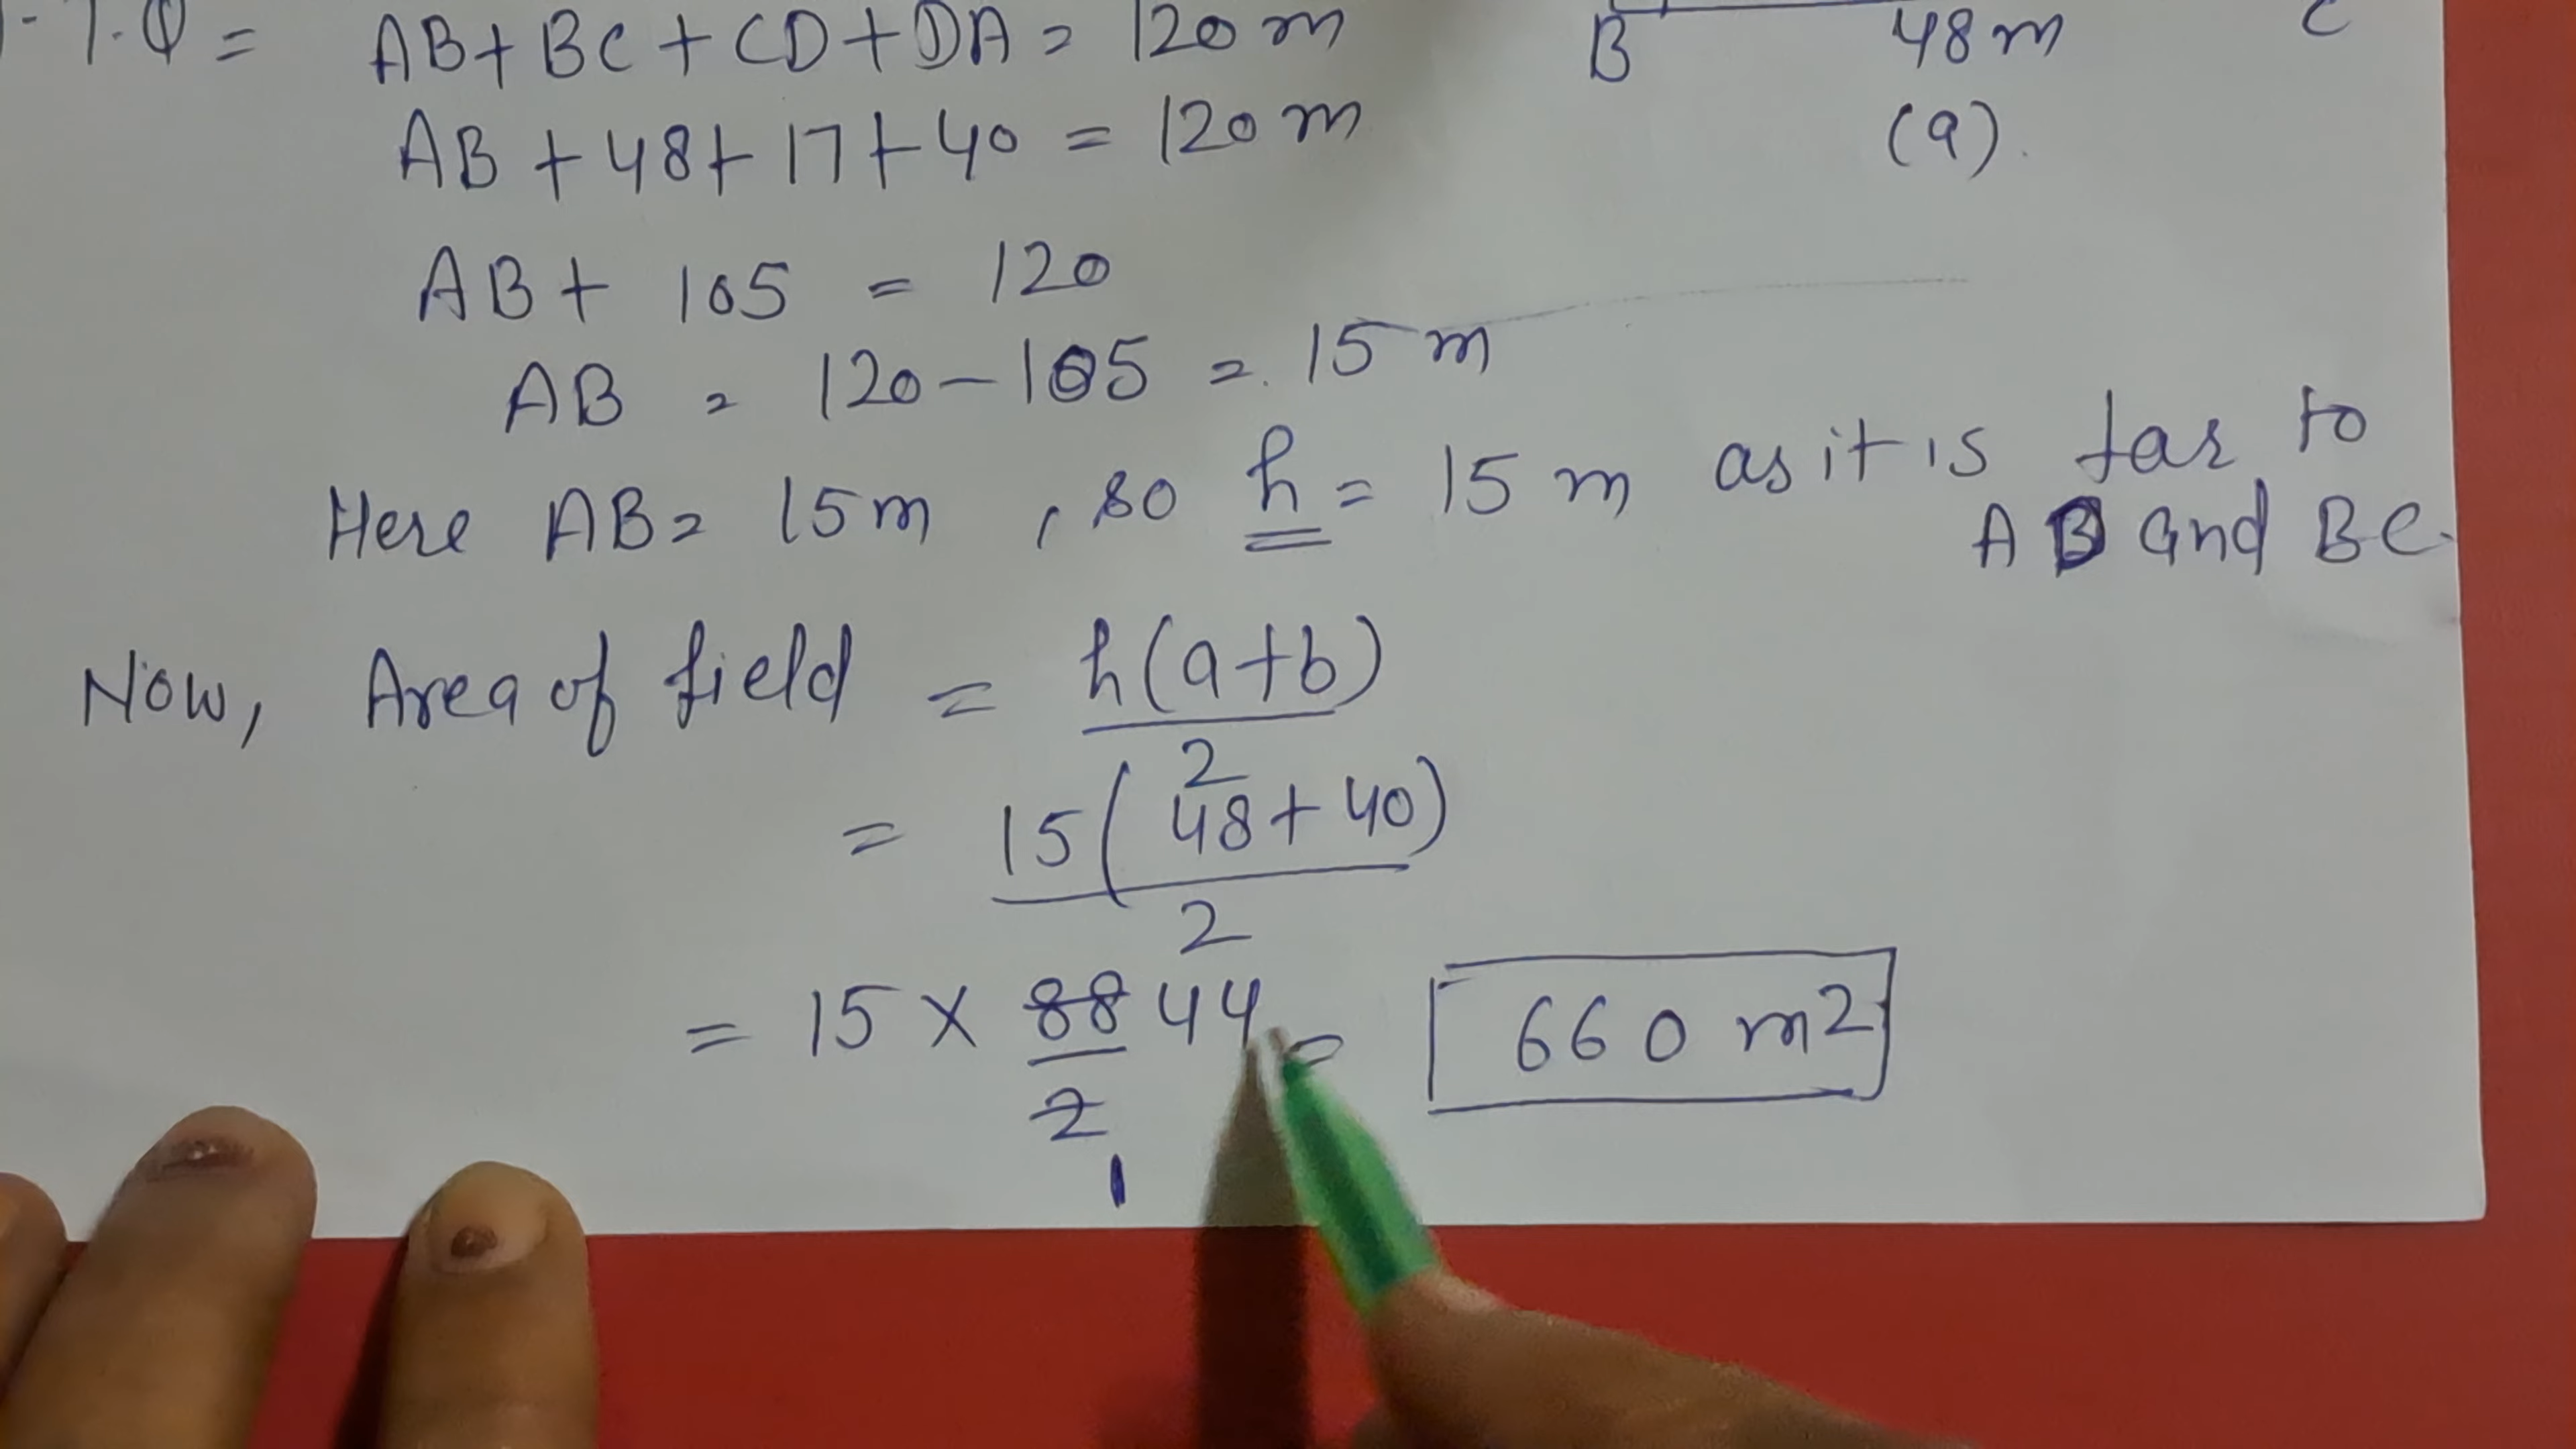 T.Q = AB + BC + CD + DA = 120 m
B 48 m C
(a)
AB + 48 + 17 + 40 = 120 m
AB + 105 = 120
AB = 120 - 105 = 15 m
Here AB = 15 m, so h = 15 m as it is far to
AB and BC.
Now, Area of field = h(a+b)
2
= 15(48+40)
2
= 15 × 88 44 = 660 m2
2
1